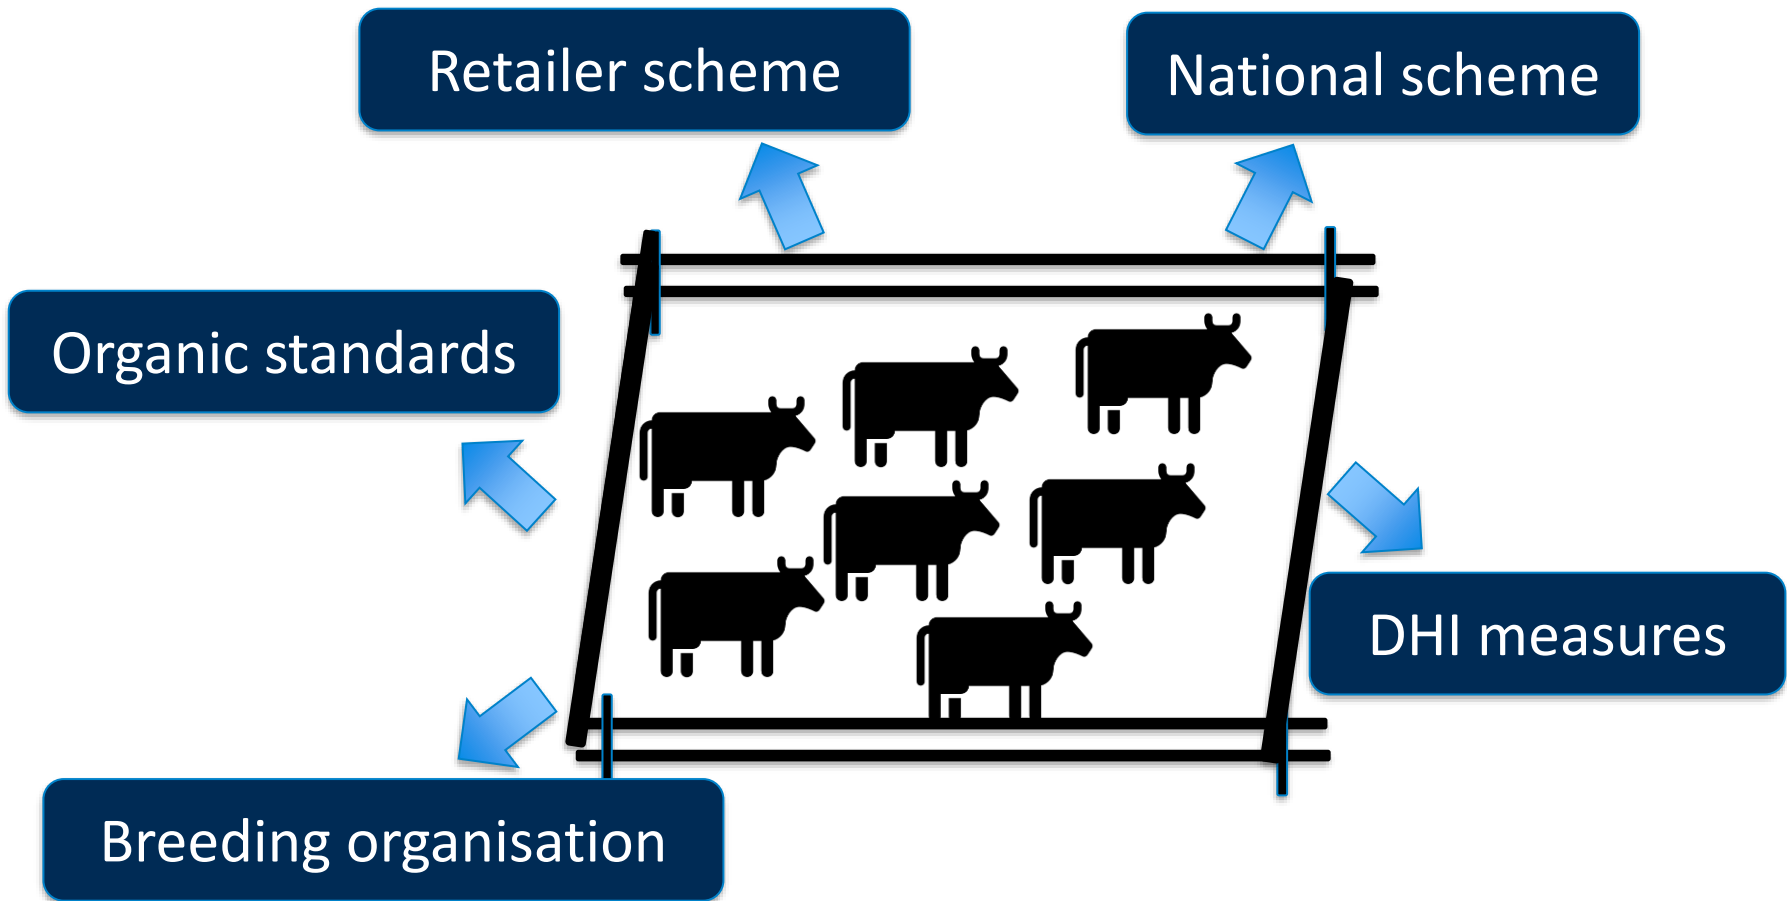 Retailer scheme
National scheme
Organic standards
DHI measures
Breeding organisation